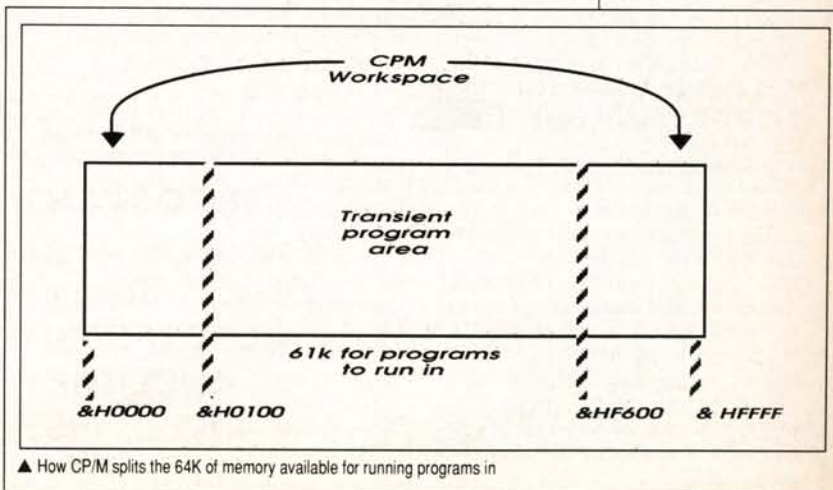 CPM
Workspace
Transient
program
area
61k for programs
to run in
&H0000 &H0100 &HF600 & HFFFF
▲ How CP/M splits the 64K of memory available for running programs in